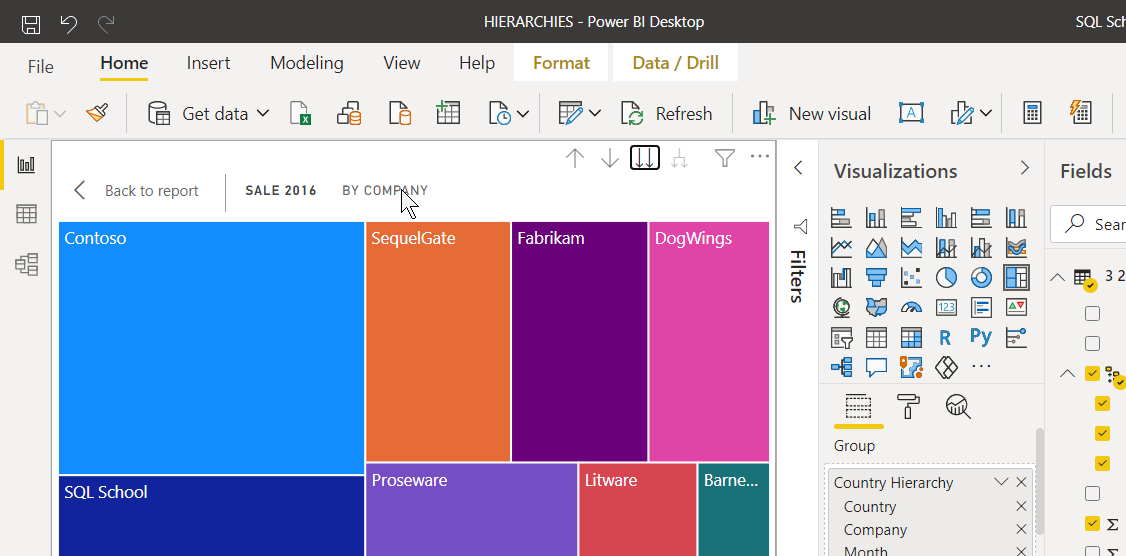 HIERARCHIES - Power BI Desktop
SQL Sch
File Home Insert Modeling View Help Format Data / Drill
Get data Refresh New visual
Back to report SALE 2016 BY COMPANY
Contoso SequelGate Fabrikam DogWings
SQL School Proseware Litware Barne...
Filters
Visualizations
123
R Py
...
Group
Country Hierarchy
Country
Company
Month
Fields
Sear
3 2
Σ
Σ